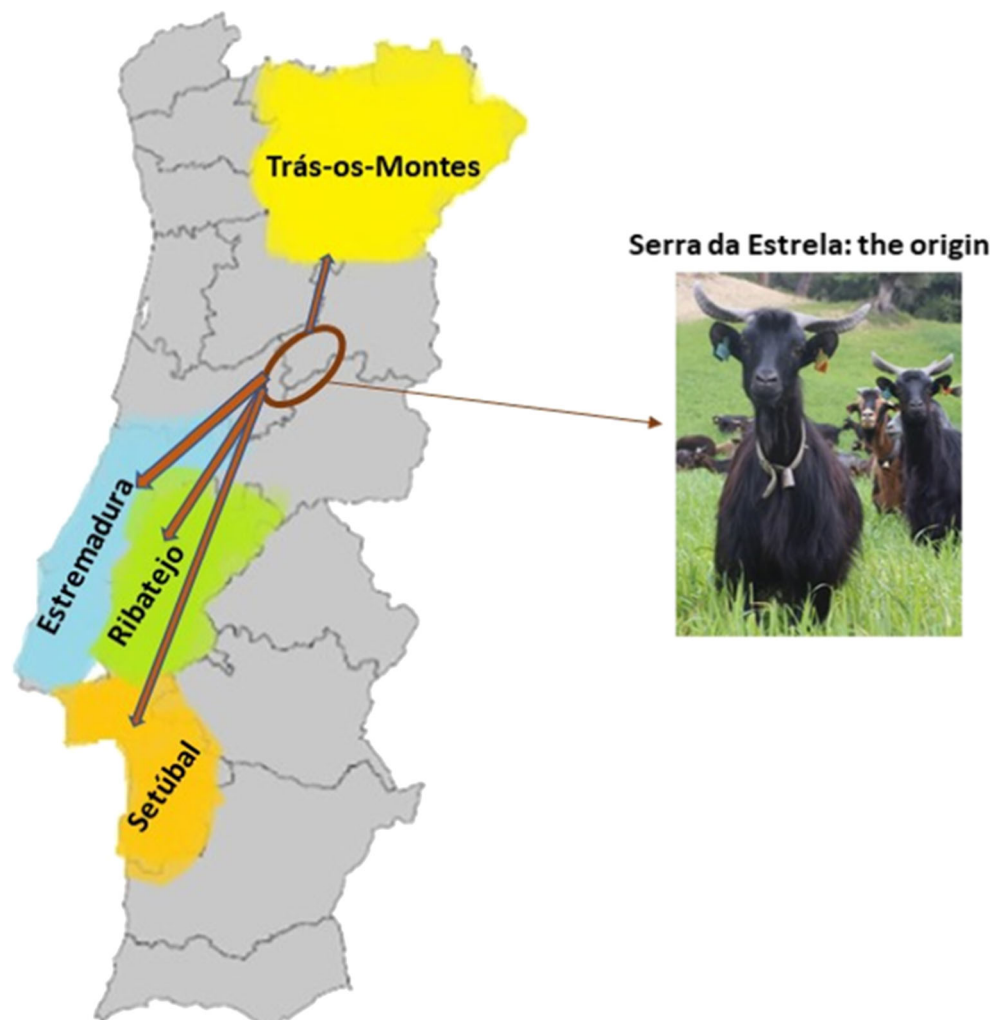 Trás-os-Montes
Serra da Estrela: the origin
Estremadura
Ribatejo
Setúbal